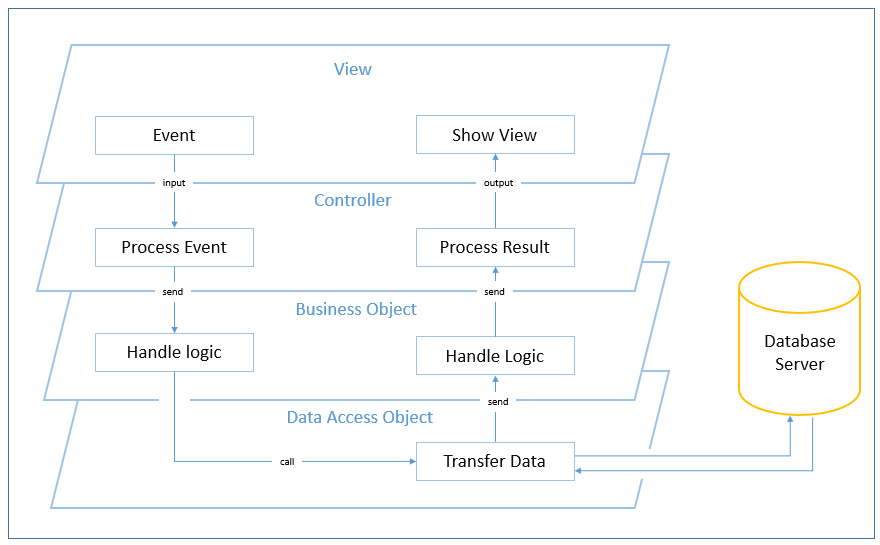 View
Event
Show View
input
output
Controller
Process Event
Process Result
send
send
Business Object
Handle logic
Handle Logic
Database
Server
send
Data Access Object
call
Transfer Data